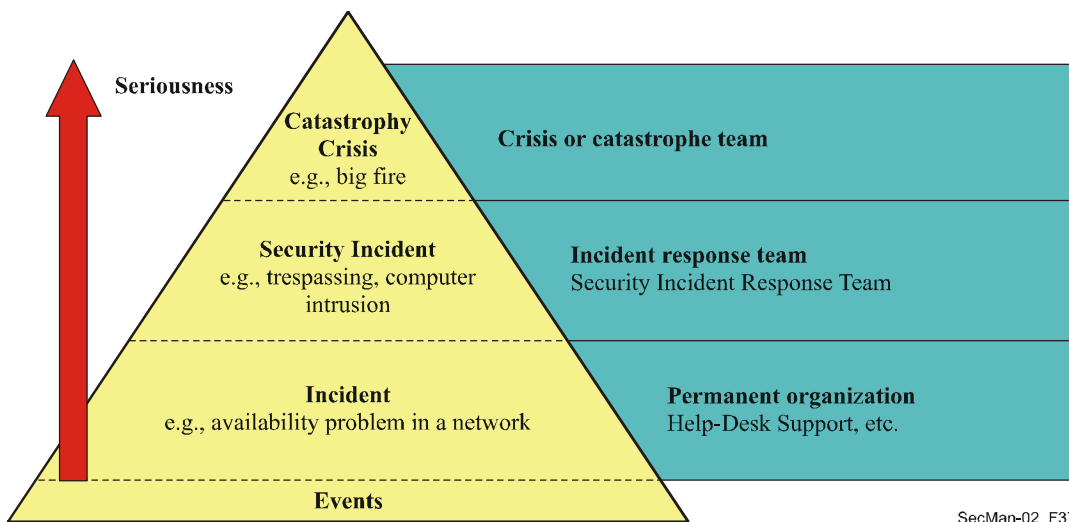 Seriousness
Catastrophy
Crisis
e.g., big fire
Crisis or catastrophe team
Security Incident
e.g., trespassing, computer
intrusion
Incident response team
Security Incident Response Team
Incident
e.g., availability problem in a network
Permanent organization
Help-Desk Support, etc.
Events